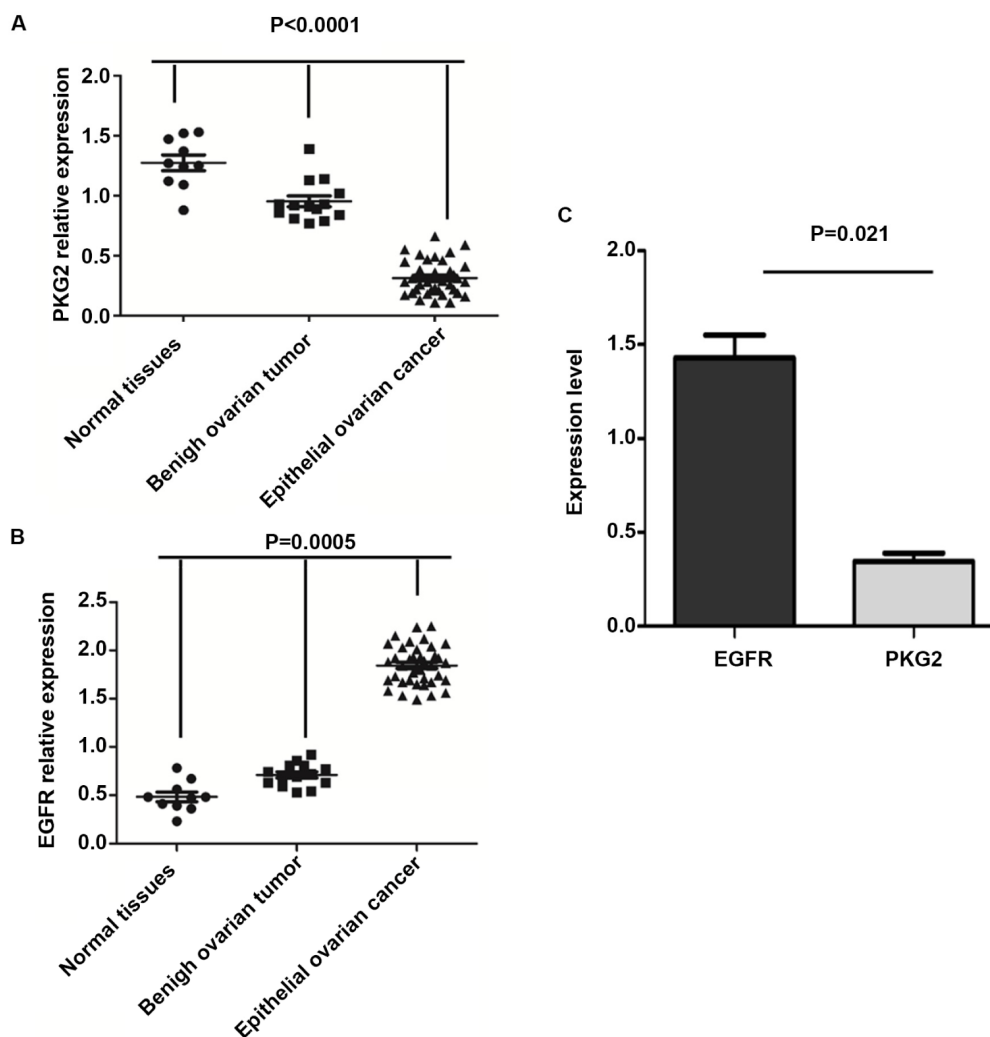 A
P<0.0001
PKG2 relative expression
2.0
1.5
1.0
0.5
0.0
Normal tissues
Benigh ovarian tumor
Epithelial ovarian cancer
B
P=0.0005
EGFR relative expression
2.5
2.0
1.5
1.0
0.5
0.0
Normal tissues
Benigh ovarian tumor
Epithelial ovarian cancer
C
P=0.021
Expression level
2.0
1.5
1.0
0.5
0.0
EGFR
PKG2